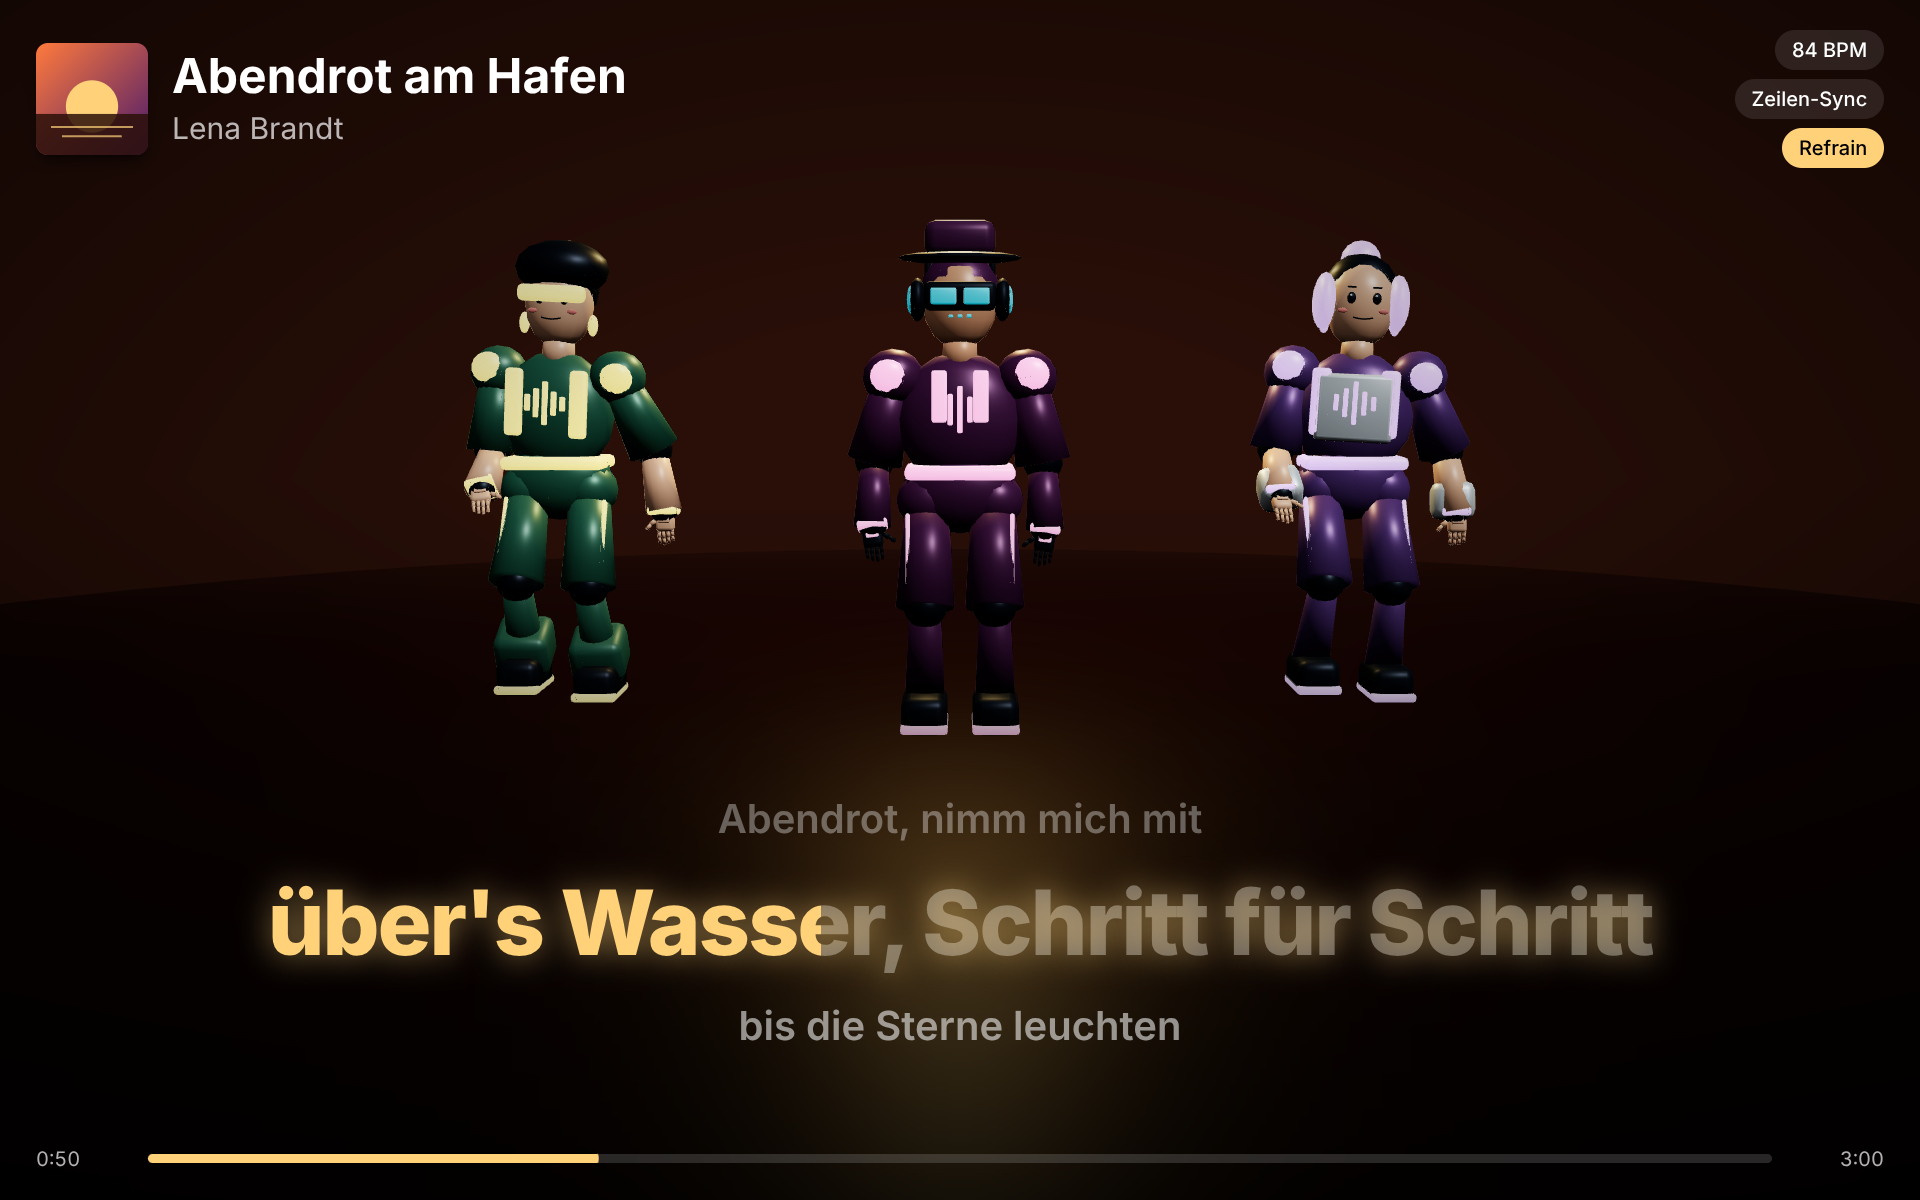 Abendrot am Hafen
Lena Brandt
84 BPM
Zeilen-Sync
Refrain
Abendrot, nimm mich mit
über's Wasser, Schritt für Schritt
bis die Sterne leuchten
0:50
3:00